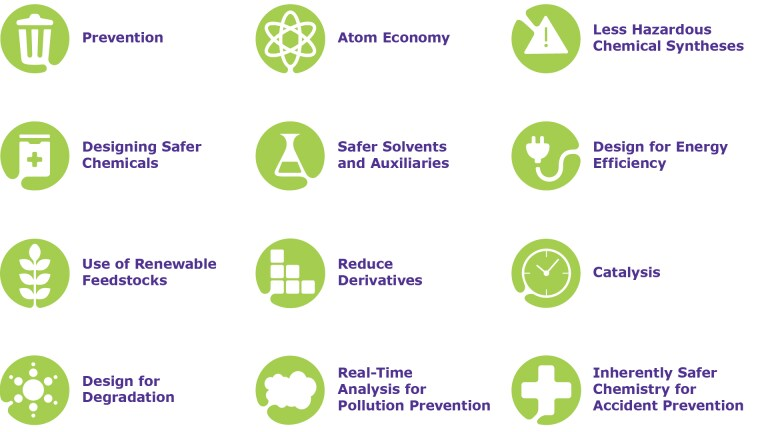 Prevention
Atom Economy
Less Hazardous
Chemical Syntheses
Designing Safer
Chemicals
Safer Solvents
and Auxiliaries
Design for Energy
Efficiency
Use of Renewable
Feedstocks
Reduce
Derivatives
Catalysis
Design for
Degradation
Real-Time
Analysis for
Pollution Prevention
Inherently Safer
Chemistry for
Accident Prevention